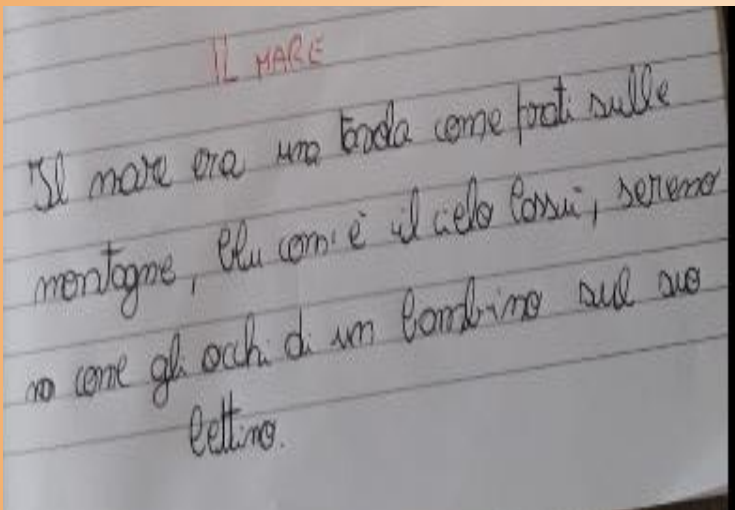 IL MARE
Il mare era una tavola come prati sulle
montagne, blu com'è il cielo lassù, sereno
come gli occhi di un bambino sul suo
lettino.